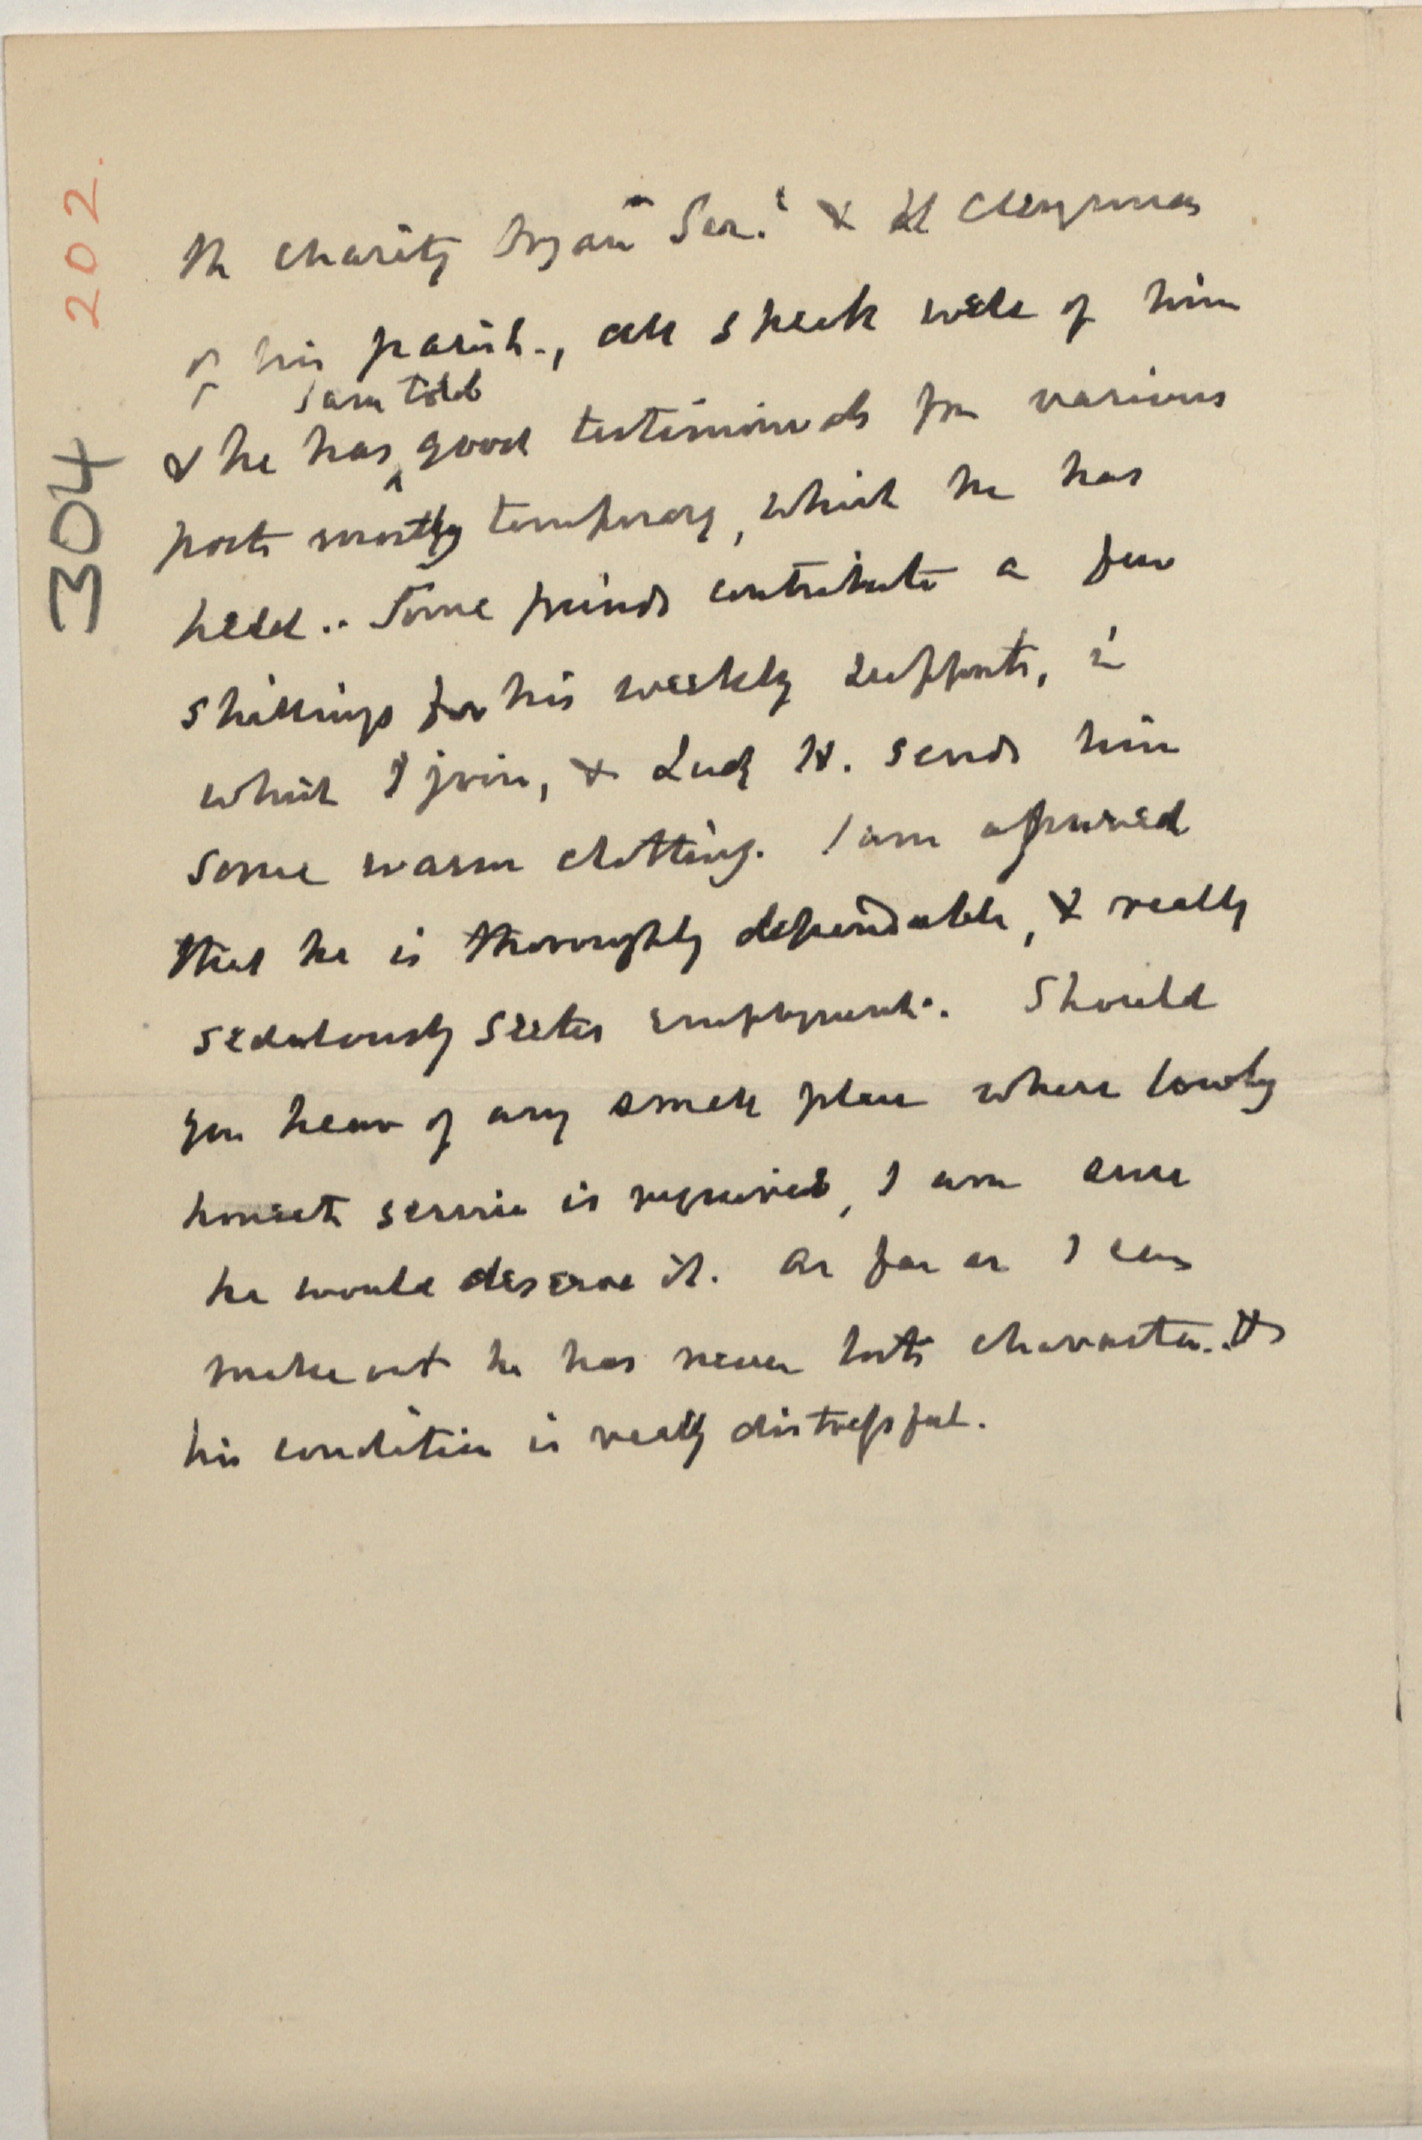 202.
304
The charity Organ^n Sec.^t & the clergyman
of his parish., all speak well of him
I am told
& he has ^ good testimonials for various
posts mostly temporary, which he has
held.. Some friends contribute a few
shillings for his weekly support, in
which I join, & Lady H. sends him
some warm clothing. I am assured
that he is thoroughly dependable, & really
sedulously seeks employment. Should
you hear of any small place where lowly
honest service is required, I am sure
he would deserve it. As far as I can
make out he has never lost character.
his condition is really distressful.